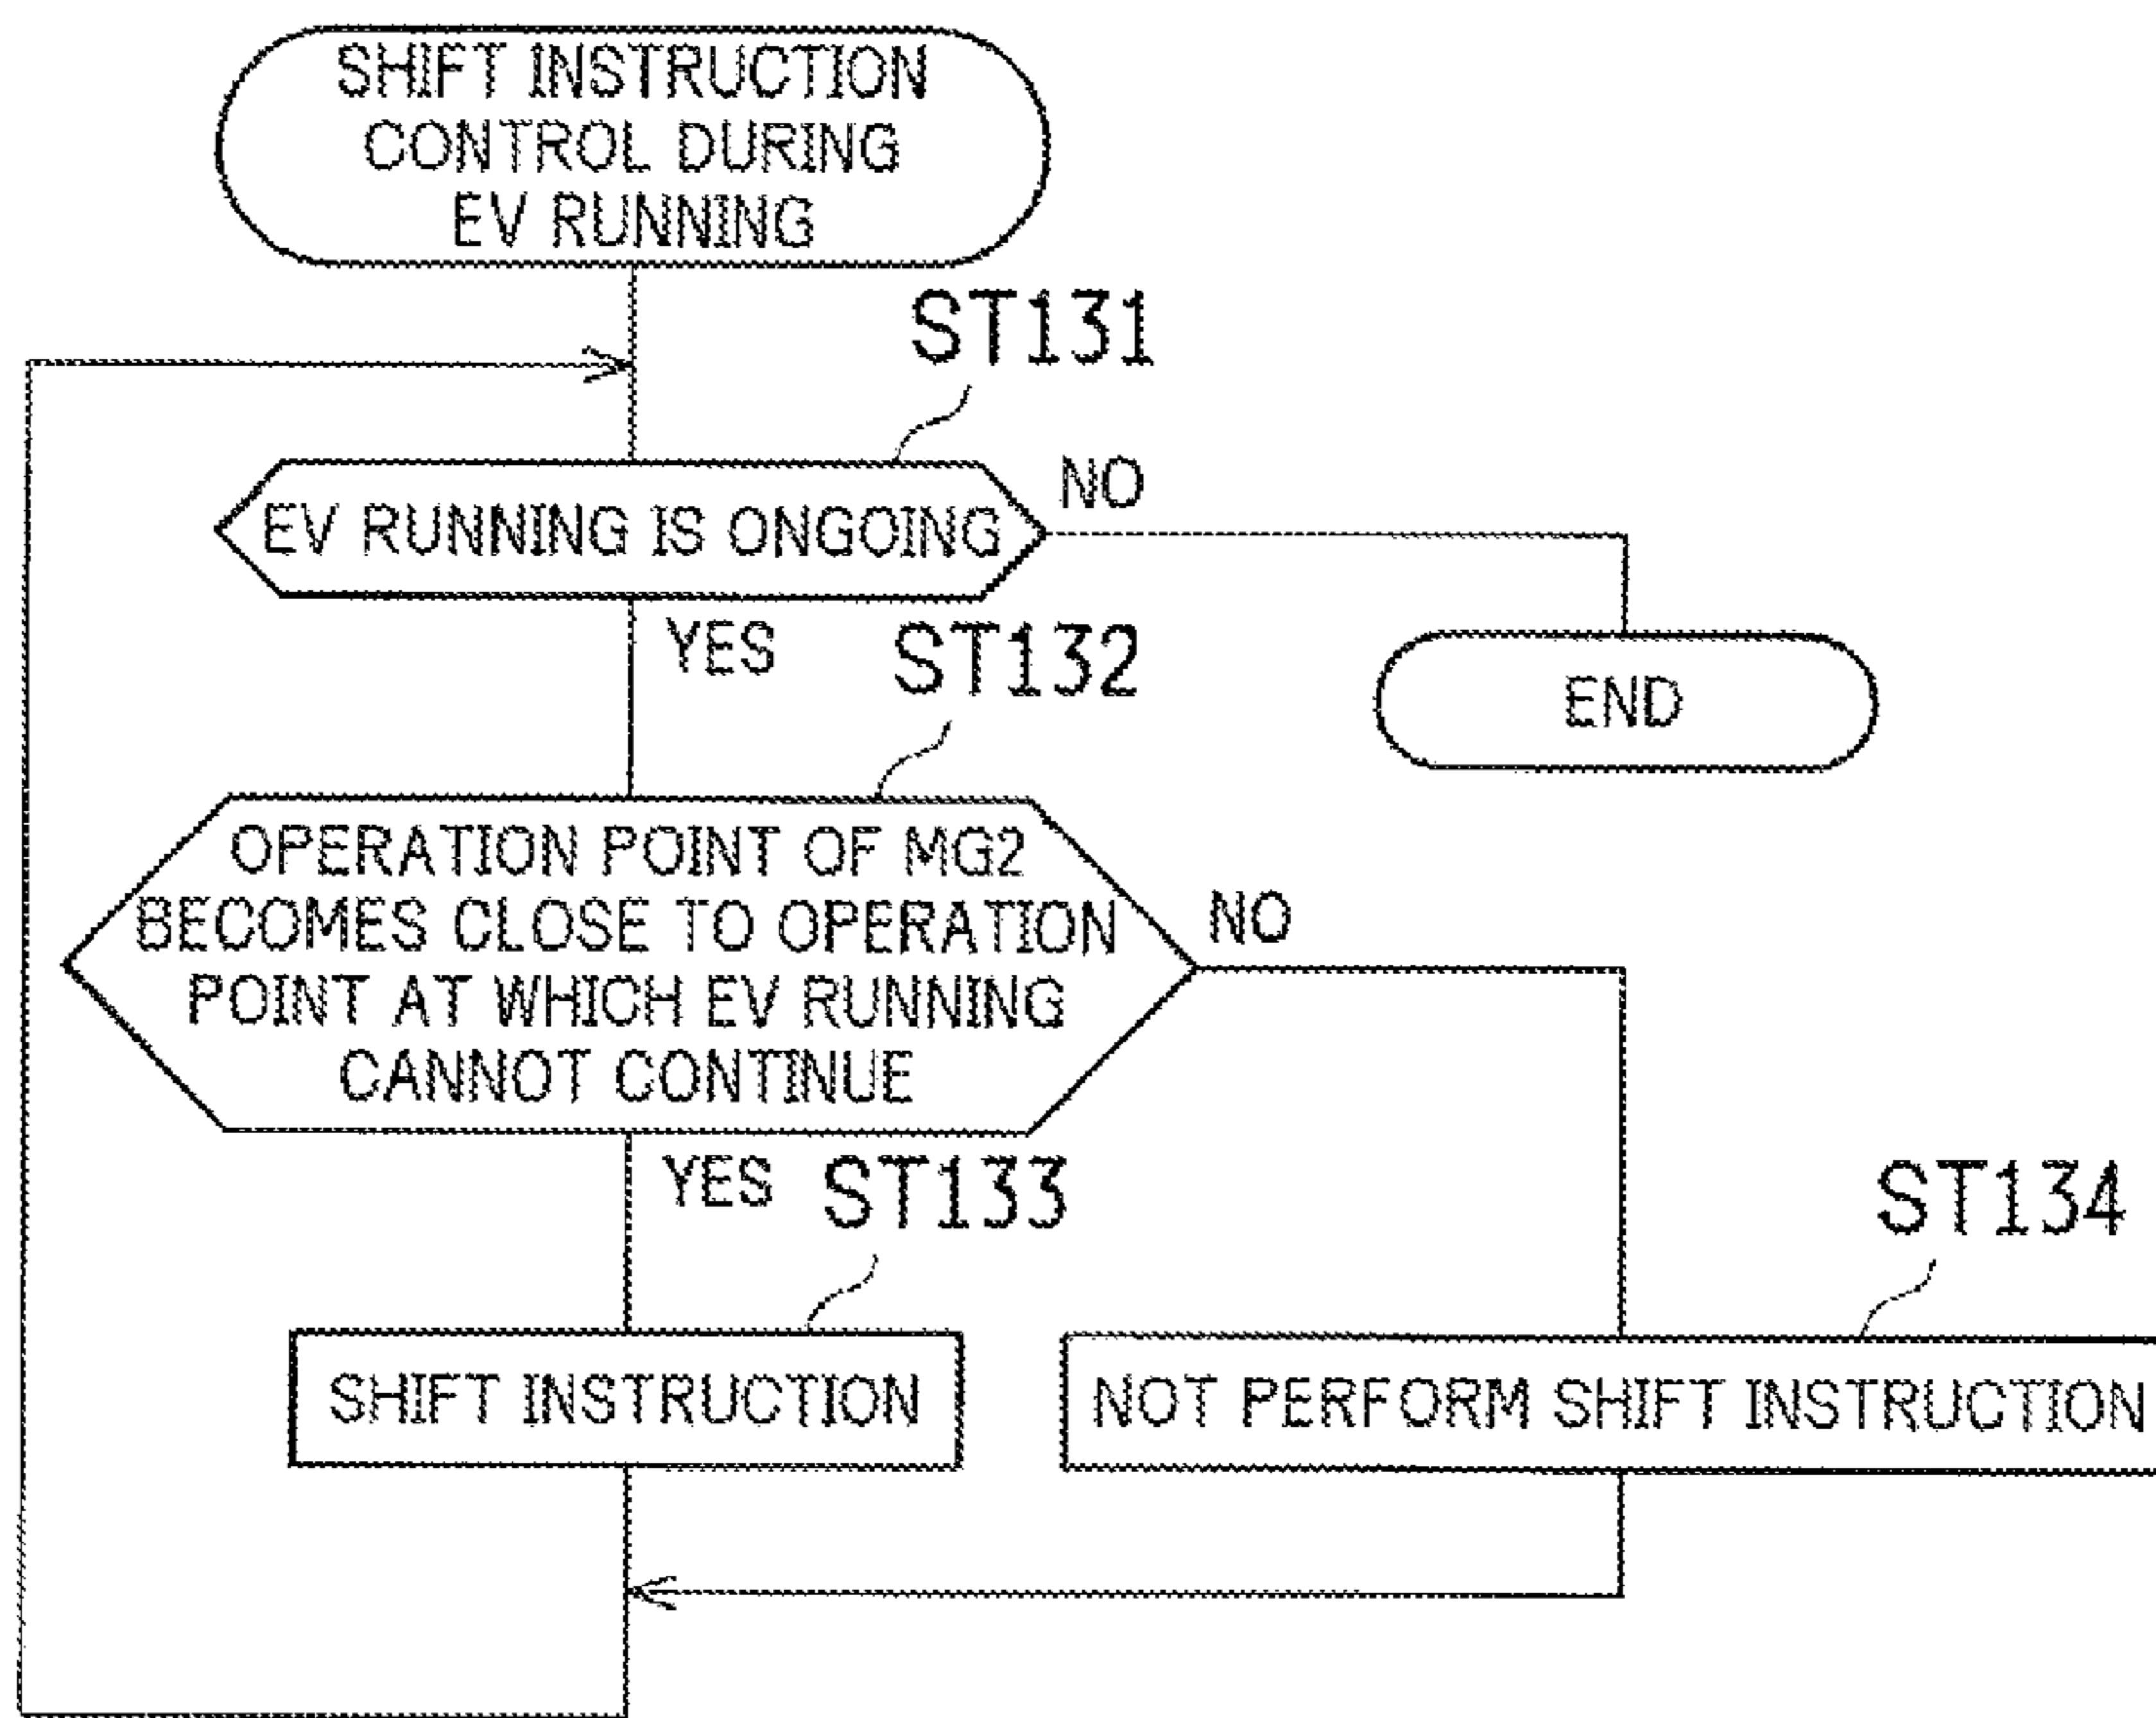 SHIFT INSTRUCTION
CONTROL DURING
EV RUNNING
ST131
EV RUNNING IS ONGOING
NO
YES
ST132
END
OPERATION POINT OF MG2
BECOMES CLOSE TO OPERATION
POINT AT WHICH EV RUNNING
CANNOT CONTINUE
NO
YES
ST133
ST134
SHIFT INSTRUCTION
NOT PERFORM SHIFT INSTRUCTION